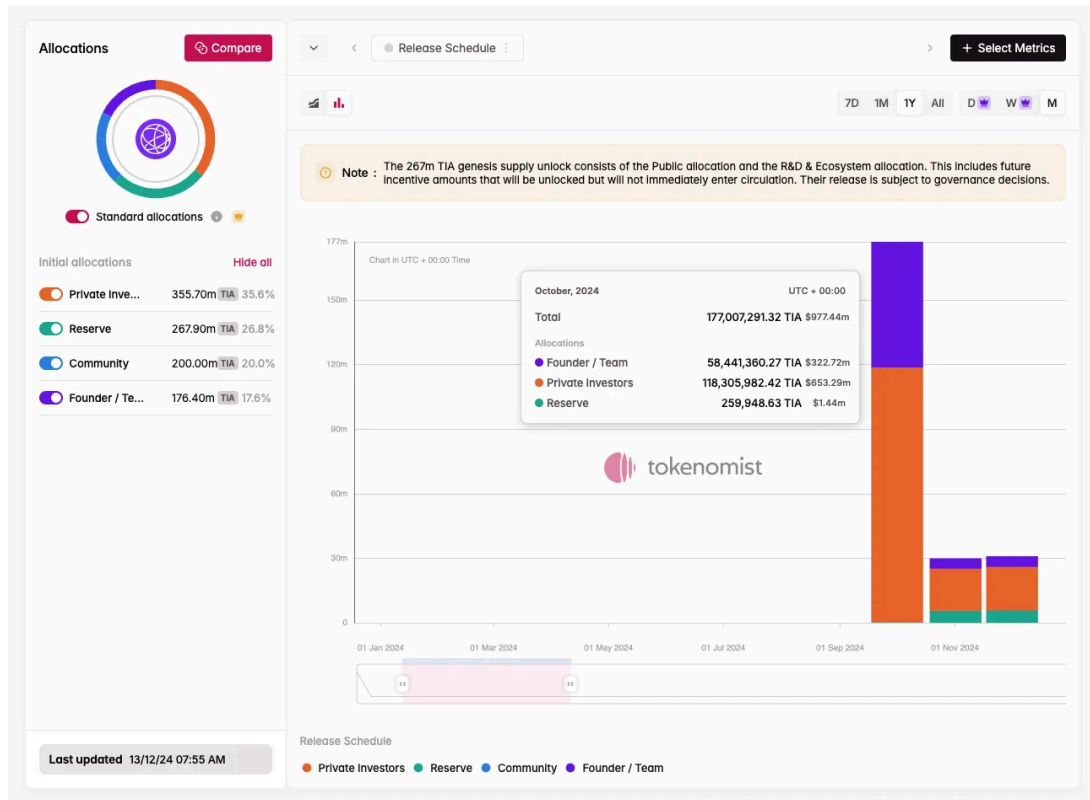 Allocations
Compare
Standard allocations
Initial allocations Hide all
Private Inve... 355.70m TIA 35.6%
Reserve 267.90m TIA 26.8%
Community 200.00m TIA 20.0%
Founder / Te... 176.40m TIA 17.6%
Last updated 13/12/24 07:55 AM
Release Schedule
+ Select Metrics
7D 1M 1Y All D W M
Note : The 267m TIA genesis supply unlock consists of the Public allocation and the R&D & Ecosystem allocation. This includes future
incentive amounts that will be unlocked but will not immediately enter circulation. Their release is subject to governance decisions.
177m
150m
120m
90m
60m
30m
0
Chart in UTC + 00:00 Time
October, 2024 UTC + 00:00
Total 177,007,291.32 TIA $977.44m
Allocations
Founder / Team 58,441,360.27 TIA $322.72m
Private Investors 118,305,982.42 TIA $653.29m
Reserve 259,948.63 TIA $1.44m
tokenomist
01 Jan 2024 01 Mar 2024 01 May 2024 01 Jul 2024 01 Sep 2024 01 Nov 2024
Release Schedule
Private Investors Reserve Community Founder / Team